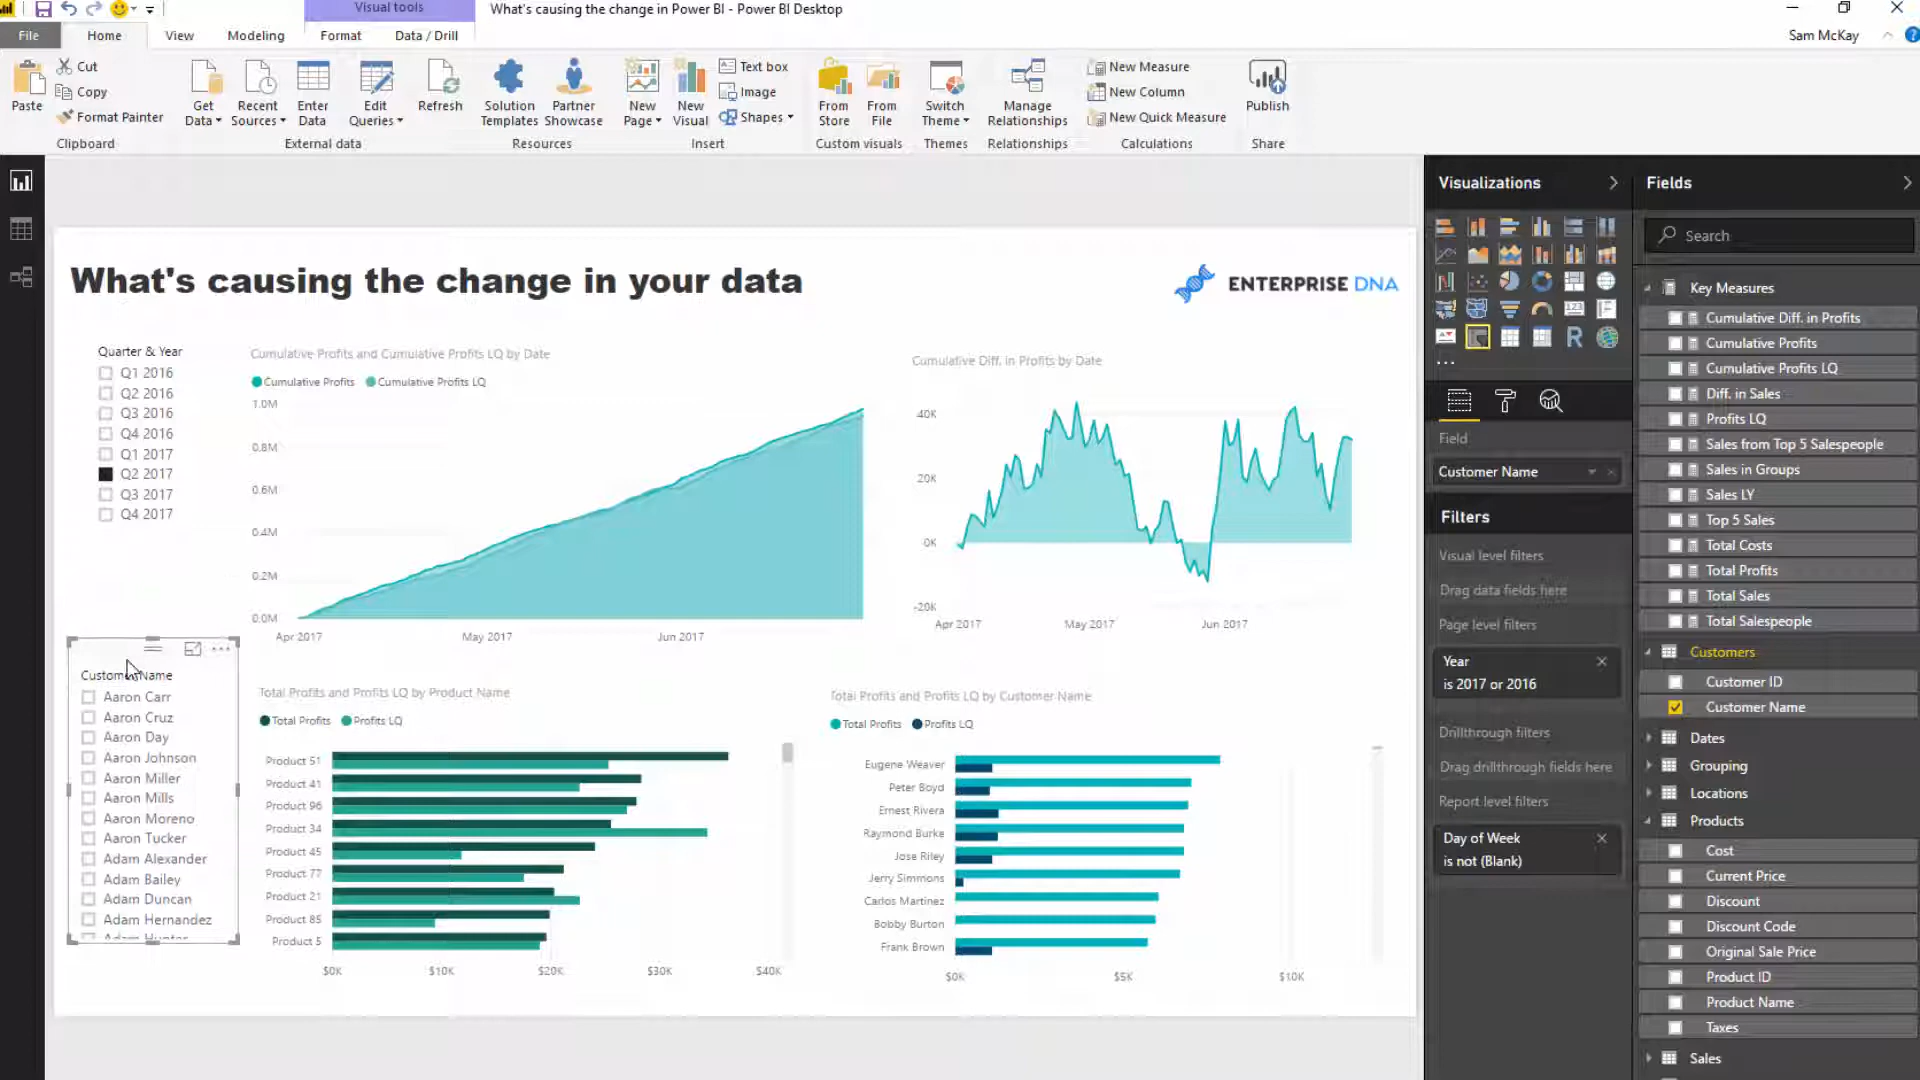 Visual tools
What's causing the change in Power BI - Power BI Desktop
File
Home
View
Modeling
Format
Data / Drill
Sam McKay
Paste
Cut
Copy
Format Painter
Clipboard
Get Data
Recent Sources
Enter Data
Edit Queries
External data
Refresh
Solution Templates
Partner Showcase
Resources
New Page
New Visual
Text box
Image
Shapes
Insert
From Store
From File
Custom visuals
Switch Theme
Themes
Manage Relationships
Relationships
New Measure
New Column
New Quick Measure
Calculations
Publish
Share
What's causing the change in your data
ENTERPRISE DNA
Quarter & Year
Q1 2016
Q2 2016
Q3 2016
Q4 2016
Q1 2017
Q2 2017
Q3 2017
Q4 2017
Cumulative Profits and Cumulative Profits LQ by Date
Cumulative Profits
Cumulative Profits LQ
1.0M
0.8M
0.6M
0.4M
0.2M
0.0M
Apr 2017
May 2017
Jun 2017
Cumulative Diff. in Profits by Date
40K
20K
0K
-20K
Apr 2017
May 2017
Jun 2017
Customer Name
Aaron Carr
Aaron Cruz
Aaron Day
Aaron Johnson
Aaron Miller
Aaron Mills
Aaron Moreno
Aaron Tucker
Adam Alexander
Adam Bailey
Adam Duncan
Adam Hernandez
Adam Hunter
Total Profits and Profits LQ by Product Name
Total Profits
Profits LQ
Product 51
Product 41
Product 96
Product 34
Product 45
Product 77
Product 21
Product 85
Product 5
$0K
$10K
$20K
$30K
$40K
Total Profits and Profits LQ by Customer Name
Total Profits
Profits LQ
Eugene Weaver
Peter Boyd
Ernest Rivera
Raymond Burke
Jose Riley
Jerry Simmons
Carlos Martinez
Bobby Burton
Frank Brown
$0K
$5K
$10K
Visualizations
R
Field
Customer Name
Filters
Visual level filters
Drag data fields here
Page level filters
Year
is 2017 or 2016
Drillthrough filters
Drag drillthrough fields here
Report level filters
Day of Week
is not (Blank)
Fields
Search
Key Measures
Cumulative Diff. in Profits
Cumulative Profits
Cumulative Profits LQ
Diff. in Sales
Profits LQ
Sales from Top 5 Salespeople
Sales in Groups
Sales LY
Top 5 Sales
Total Costs
Total Profits
Total Sales
Total Salespeople
Customers
Customer ID
Customer Name
Dates
Grouping
Locations
Products
Cost
Current Price
Discount
Discount Code
Original Sale Price
Product ID
Product Name
Taxes
Sales